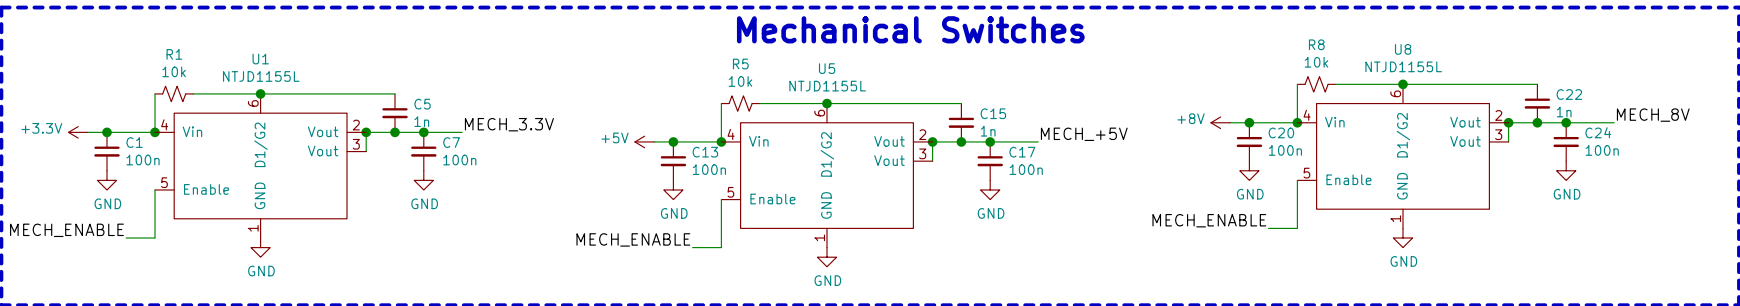 Mechanical Switches
R1
10k
U1
NTJD1155L
+3.3V
C1
100n
4
Vin
5
Enable
6
D1/G2
GND
1
GND
GND
Vout
2
Vout
3
C5
1n
C7
100n
GND
MECH_3.3V
MECH_ENABLE
R5
10k
U5
NTJD1155L
+5V
C13
100n
4
Vin
5
Enable
6
D1/G2
GND
1
GND
GND
Vout
2
Vout
3
C15
1n
C17
100n
GND
MECH_+5V
MECH_ENABLE
R8
10k
U8
NTJD1155L
+8V
C20
100n
4
Vin
5
Enable
6
D1/G2
GND
1
GND
GND
Vout
2
Vout
3
C22
1n
C24
100n
GND
MECH_8V
MECH_ENABLE